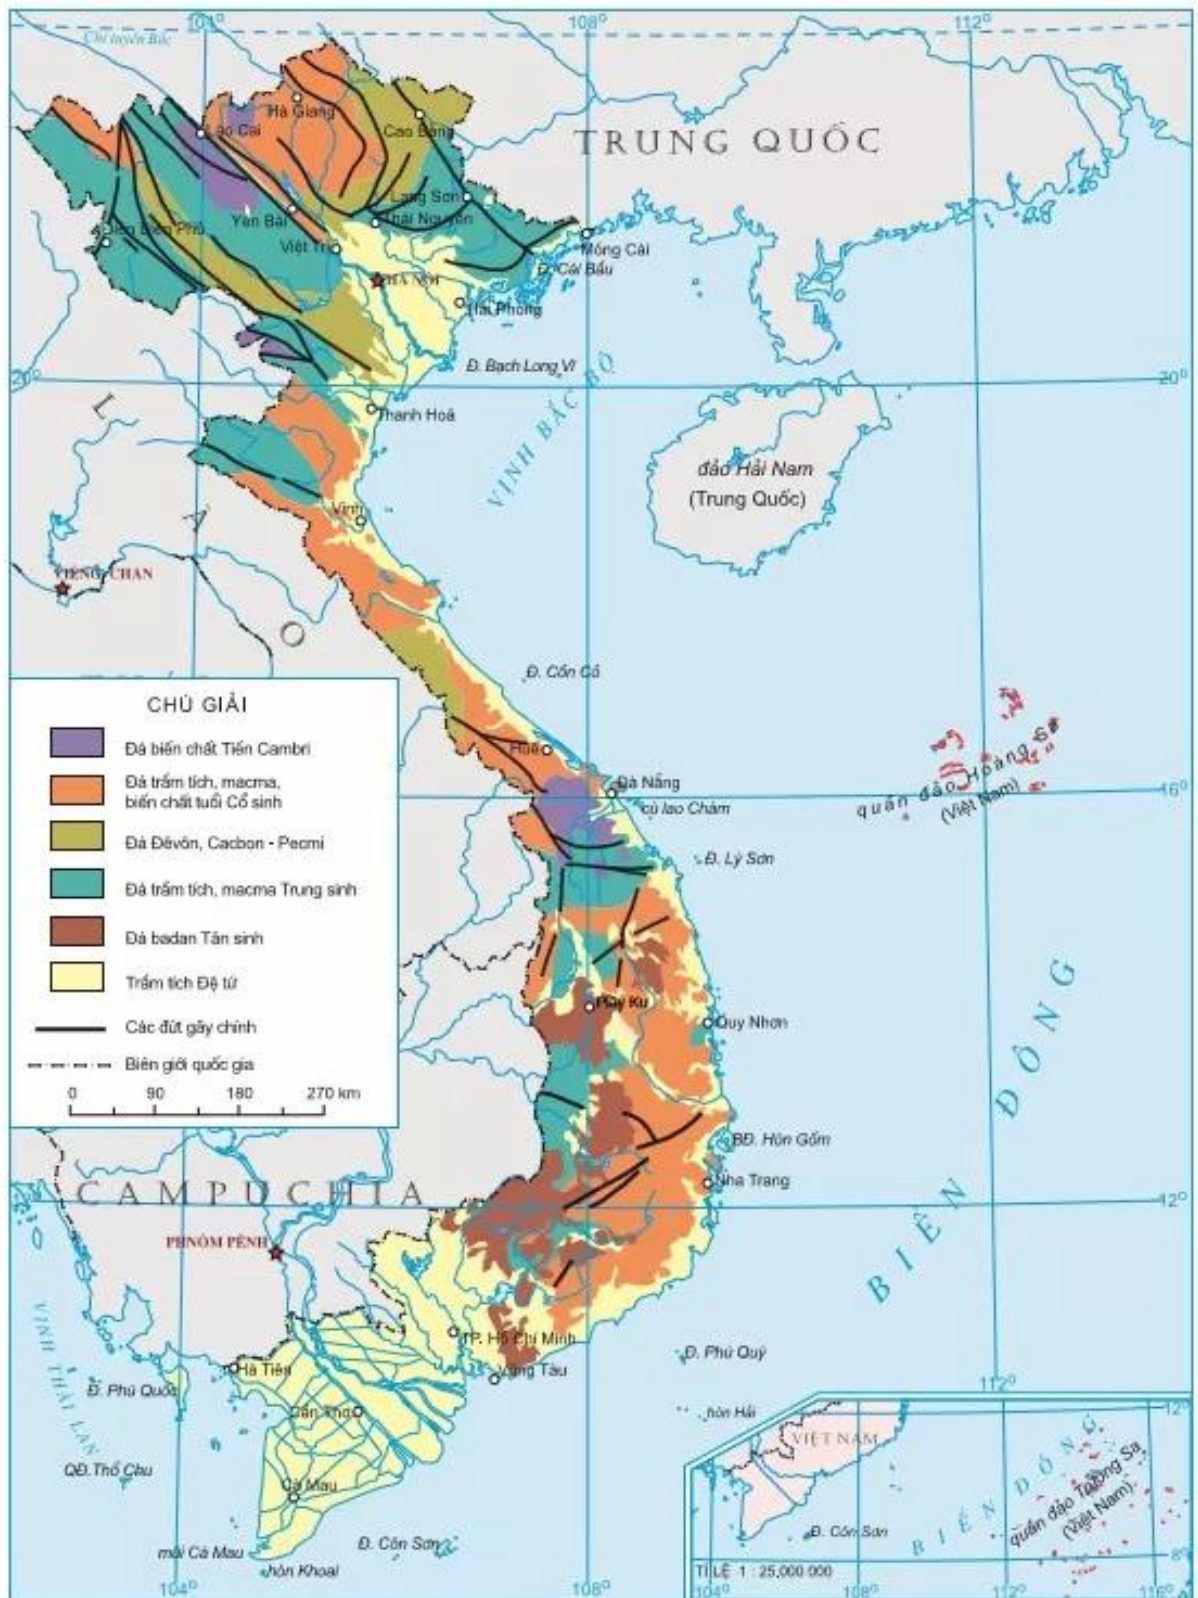 104°
108°
112°
Chí tuyến Bắc
Hà Giang
Lào Cai
Cao Bằng
TRUNG QUỐC
Lạng Sơn
Yên Bái
Thái Nguyên
Điện Biên Phủ
Việt Trì
Móng Cái
Đ. Cái Bầu
HÀ NỘI
Hải Phòng
Đ. Bạch Long Vĩ
20°
20°
VỊNH BẮC BỘ
Thanh Hoá
LÀO
đảo Hải Nam
(Trung Quốc)
Vinh
VIÊNG CHĂN
Đ. Cồn Cỏ
CHÚ GIẢI
Đá biến chất Tiền Cambri
Đá trầm tích, macma,
biến chất tuổi Cổ sinh
Đá Đêvôn, Cacbon - Pecmi
Đá trầm tích, macma Trung sinh
Đá badan Tân sinh
Trầm tích Đệ tứ
Các đứt gãy chính
Biên giới quốc gia
0 90 180 270 km
Huế
Đà Nẵng
cù lao Chàm
16°
quần đảo Hoàng Sa
(Việt Nam)
Đ. Lý Sơn
Plây Ku
Quy Nhơn
BIỂN ĐÔNG
BĐ. Hòn Gốm
Nha Trang
12°
CAMPUCHIA
PHNÔM PÊNH
VỊNH THÁI LAN
TP. Hồ Chí Minh
Vũng Tàu
Đ. Phú Quý
Hà Tiên
Đ. Phú Quốc
Cần Thơ
hòn Hải
QĐ.Thổ Chu
Cà Mau
Đ. Côn Sơn
mũi Cà Mau
hòn Khoai
104°
108°
112°
12°
VIỆT NAM
BIỂN ĐÔNG
quần đảo Trường Sa
(Việt Nam)
Đ. Côn Sơn
8°
TỈ LỆ 1 : 25,000 000
104°
108°
112°
116°